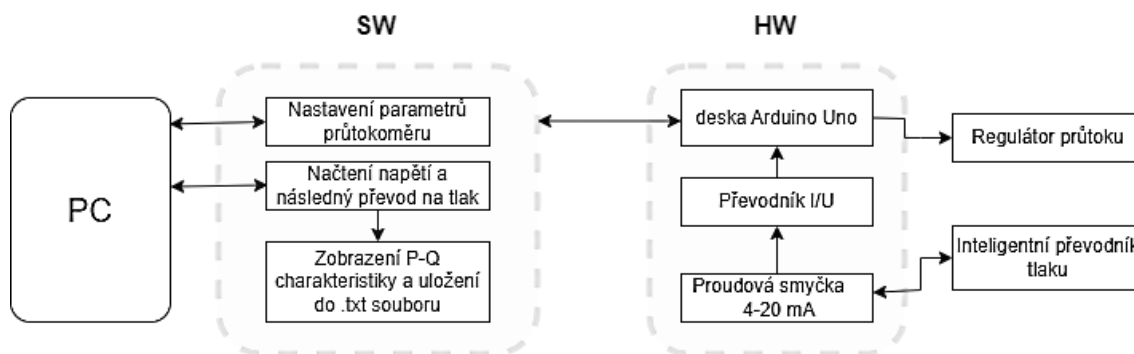 SW
HW
PC
Nastavení parametrů
průtokoměru
Načtení napětí a
následný převod na tlak
Zobrazení P-Q
charakteristiky a uložení
do .txt souboru
deska Arduino Uno
Převodník I/U
Proudová smyčka
4-20 mA
Regulátor průtoku
Inteligentní převodník
tlaku